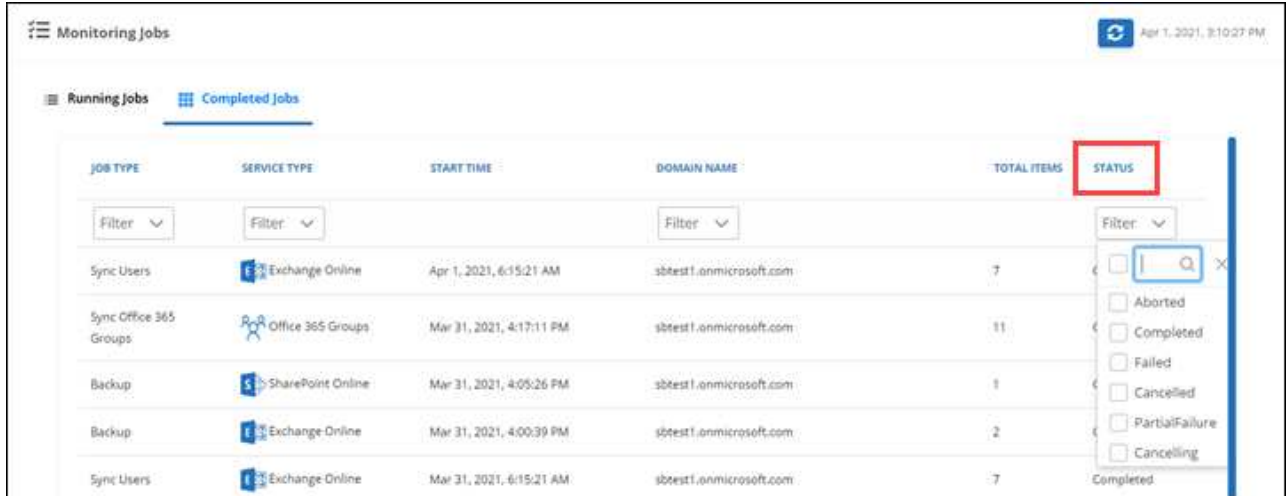 Monitoring Jobs
Apr 1, 2021, 3:10:27 PM
Running Jobs
Completed Jobs
JOB TYPE SERVICE TYPE START TIME DOMAIN NAME TOTAL ITEMS STATUS
Filter Filter Filter Filter
Sync Users Exchange Online Apr 1, 2021, 6:15:21 AM sbtest1.onmicrosoft.com 7
Sync Office 365
Groups
Office 365 Groups Mar 31, 2021, 4:17:11 PM sbtest1.onmicrosoft.com 11
Backup SharePoint Online Mar 31, 2021, 4:05:26 PM sbtest1.onmicrosoft.com 1
Backup Exchange Online Mar 31, 2021, 4:00:39 PM sbtest1.onmicrosoft.com 2
Sync Users Exchange Online Mar 31, 2021, 6:15:21 AM sbtest1.onmicrosoft.com 7 Completed
Aborted
Completed
Failed
Cancelled
PartialFailure
Cancelling